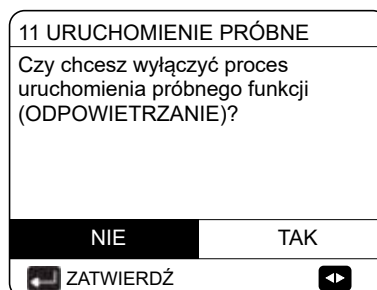 11 URUCHOMIENIE PRÓBNE
Czy chcesz wyłączyć proces
uruchomienia próbnego funkcji
(ODPOWIETRZANIE)?
NIE TAK
ZATWIERDŹ